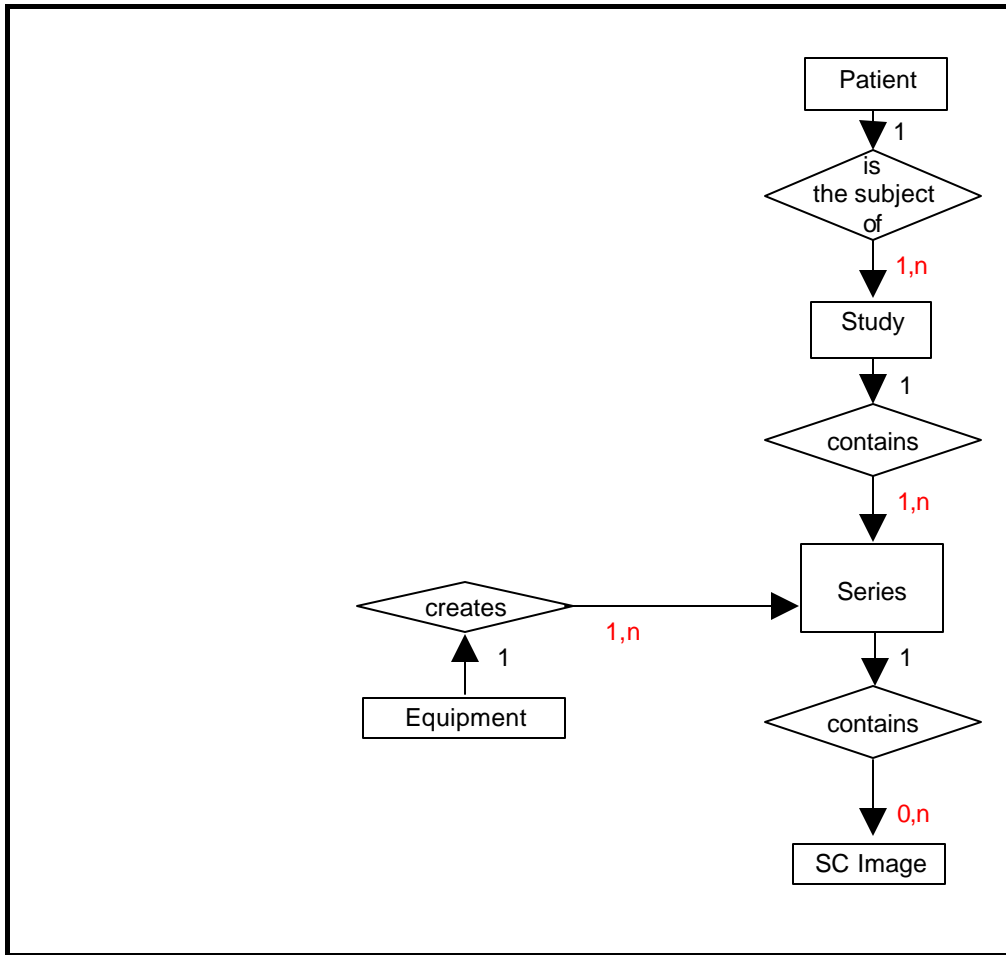 Patient
1
is
the subject
of
1,n
Study
1
contains
1,n
Series
creates
1,n
1
1
Equipment
contains
0,n
SC Image